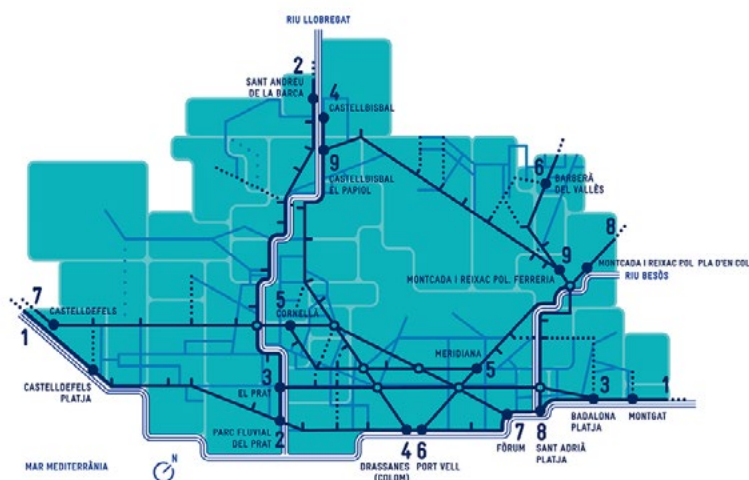 RIU LLOBREGAT
2
SANT ANDREU
DE LA BARCA
4
CASTELLBISBAL
9
CASTELLBISBAL
EL PAPIOL
6
BARBERÀ
DEL VALLÈS
8
9
MONTCADA I REIXAC POL. PLA D'EN COLL
MONTCADA I REIXAC POL. FERRERIA
RIU BESÒS
7
CASTELLDEFELS
1
5
CORNELLÀ
MERIDIANA
5
CASTELLDEFELS
PLATJA
3
EL PRAT
3
1
BADALONA
PLATJA
MONTGAT
PARC FLUVIAL
DEL PRAT
2
4
DRASSANES
(COLOM)
6
PORT VELL
7
FÒRUM
8
SANT ADRIÀ
PLATJA
MAR MEDITERRÀNIA
N